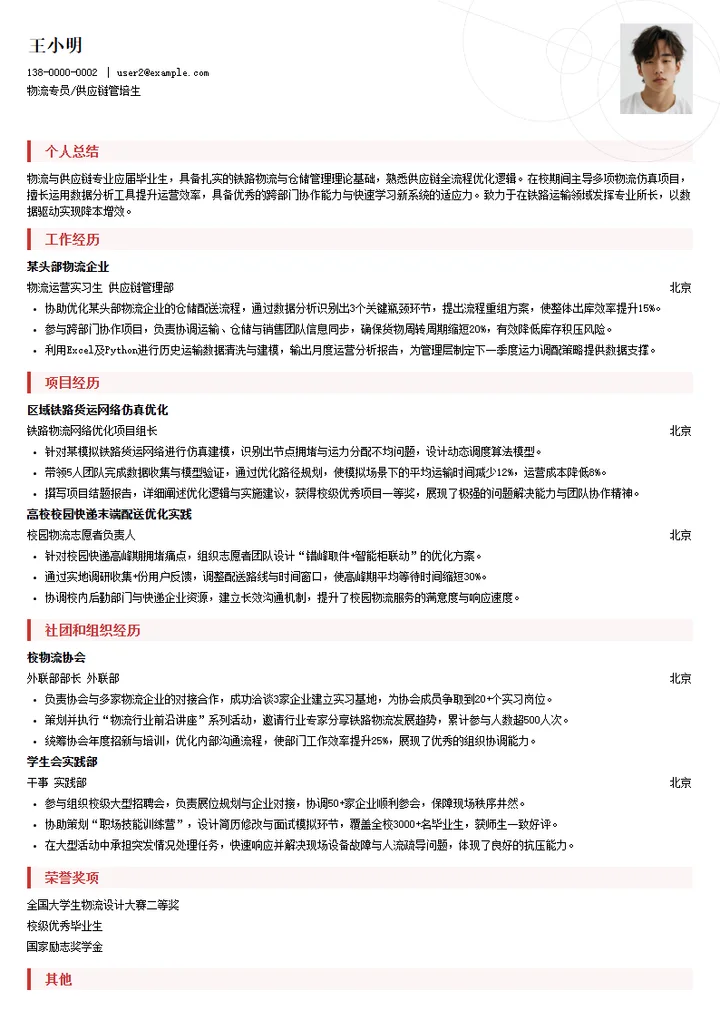 王小明
138-0000-0002 | user2@example.com
物流专员/供应链管培生
个人总结
物流与供应链专业应届毕业生，具备扎实的铁路物流与仓储管理理论基础，熟悉供应链全流程优化逻辑。在校期间主导多项物流仿真项目，
擅长运用数据分析工具提升运营效率，具备优秀的跨部门协作能力与快速学习新系统的适应力。致力于在铁路运输领域发挥专业所长，以数
据驱动实现降本增效。
工作经历
某头部物流企业
物流运营实习生 供应链管理部 北京
• 协助优化某头部物流企业的仓储配送流程，通过数据分析识别出3个关键瓶颈环节，提出流程重组方案，使整体出库效率提升15%。
• 参与跨部门协作项目，负责协调运输、仓储与销售团队信息同步，确保货物周转周期缩短20%，有效降低库存积压风险。
• 利用Excel及Python进行历史运输数据清洗与建模，输出月度运营分析报告，为管理层制定下一季度运力调配策略提供数据支撑。
项目经历
区域铁路货运网络仿真优化
铁路物流网络优化项目组长 北京
• 针对某模拟铁路货运网络进行仿真建模，识别出节点拥堵与运力分配不均问题，设计动态调度算法模型。
• 带领5人团队完成数据收集与模型验证，通过优化路径规划，使模拟场景下的平均运输时间减少12%，运营成本降低8%。
• 撰写项目结题报告，详细阐述优化逻辑与实施建议，获得校级优秀项目一等奖，展现了极强的问题解决能力与团队协作精神。
高校校园快递末端配送优化实践
校园物流志愿者负责人 北京
• 针对校园快递高峰期拥堵痛点，组织志愿者团队设计“错峰取件+智能柜联动”的优化方案。
• 通过实地调研收集+份用户反馈，调整配送路线与时间窗口，使高峰期平均等待时间缩短30%。
• 协调校内后勤部门与快递企业资源，建立长效沟通机制，提升了校园物流服务的满意度与响应速度。
社团和组织经历
校物流协会
外联部部长 外联部 北京
• 负责协会与多家物流企业的对接合作，成功洽谈3家企业建立实习基地，为协会成员争取到20+个实习岗位。
• 策划并执行“物流行业前沿讲座”系列活动，邀请行业专家分享铁路物流发展趋势，累计参与人数超500人次。
• 统筹协会年度招新与培训，优化内部沟通流程，使部门工作效率提升25%，展现了优秀的组织协调能力。
学生会实践部
干事 实践部 北京
• 参与组织校级大型招聘会，负责展位规划与企业对接，协调50+家企业顺利参会，保障现场秩序井然。
• 协助策划“职场技能训练营”，设计简历修改与面试模拟环节，覆盖全校3000+名毕业生，获师生一致好评。
• 在大型活动中承担突发情况处理任务，快速响应并解决现场设备故障与人流疏导问题，体现了良好的抗压能力。
荣誉奖项
全国大学生物流设计大赛二等奖
校级优秀毕业生
国家励志奖学金
其他